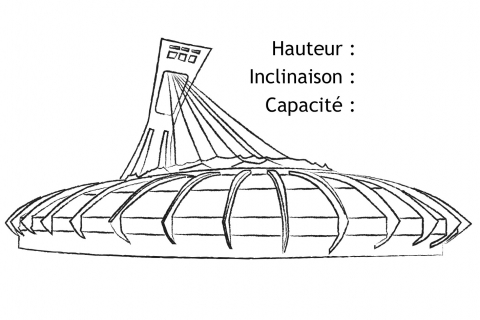 Hauteur :
Inclinaison :
Capacité :